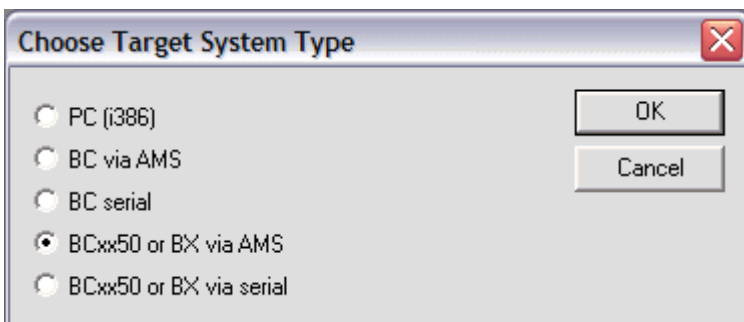 Choose Target System Type
PC (i386)
OK
BC via AMS
Cancel
BC serial
BCxx50 or BX via AMS
BCxx50 or BX via serial